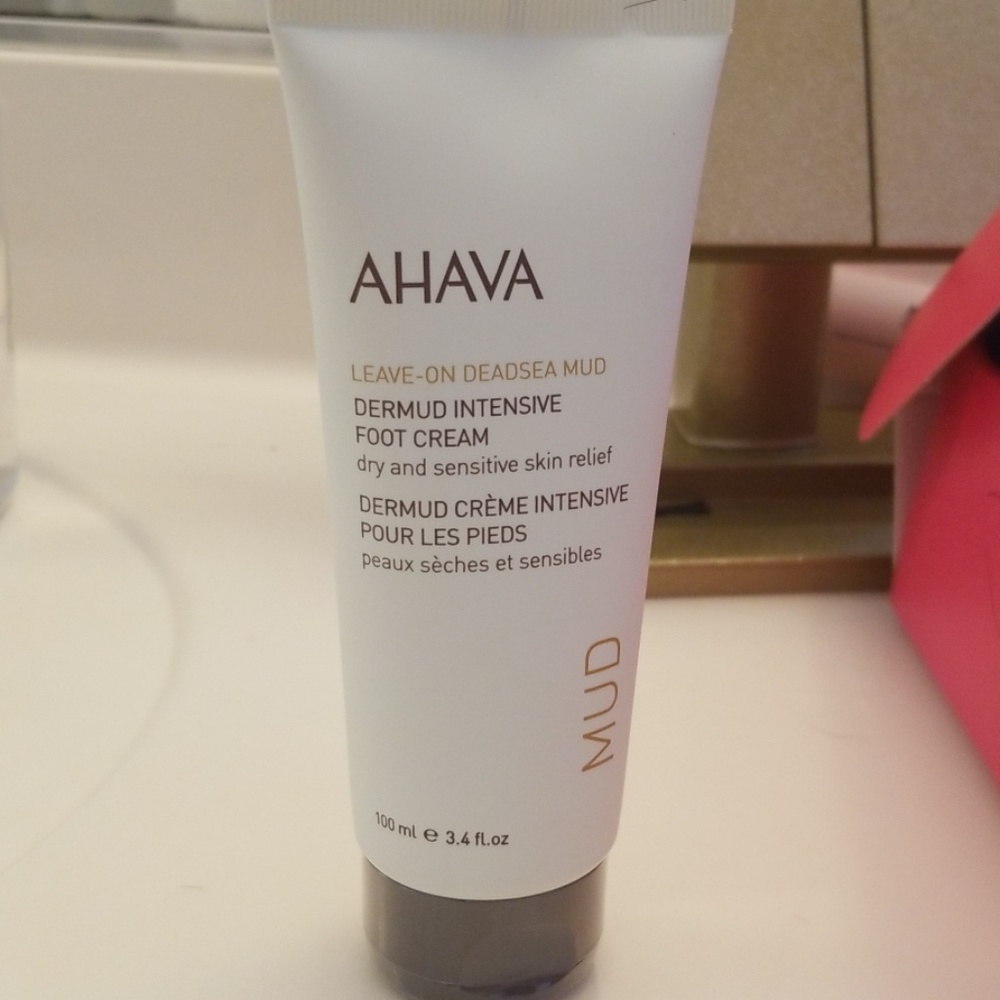 AHAVA
LEAVE-ON DEADSEA MUD
DERMUD INTENSIVE
FOOT CREAM
dry and sensitive skin relief
DERMUD CRÈME INTENSIVE
POUR LES PIEDS
peaux sèches et sensibles
MUD
100 ml e 3.4 fl.oz